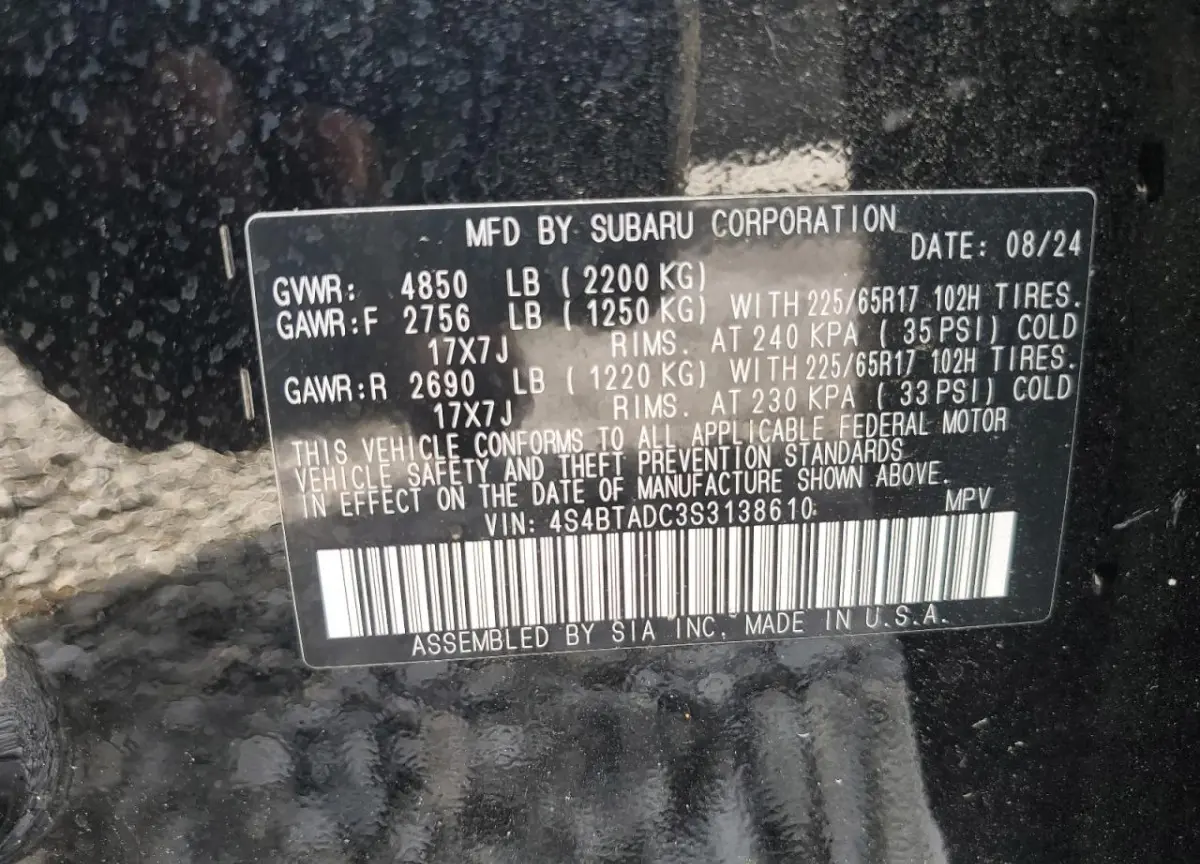 MFD BY SUBARU CORPORATION
DATE: 08/24
GVWR: 4850 LB ( 2200 KG)
GAWR:F 2756 LB ( 1250 KG) WITH 225/65R17 102H TIRES.
17X7J RIMS. AT 240 KPA ( 35 PSI) COLD
GAWR:R 2690 LB ( 1220 KG) WITH 225/65R17 102H TIRES.
17X7J RIMS. AT 230 KPA ( 33 PSI) COLD
THIS VEHICLE CONFORMS TO ALL APPLICABLE FEDERAL MOTOR
VEHICLE SAFETY AND THEFT PREVENTION STANDARDS
IN EFFECT ON THE DATE OF MANUFACTURE SHOWN ABOVE.
VIN: 4S4BTADC3S3138610 MPV
ASSEMBLED BY SIA INC. MADE IN U.S.A.